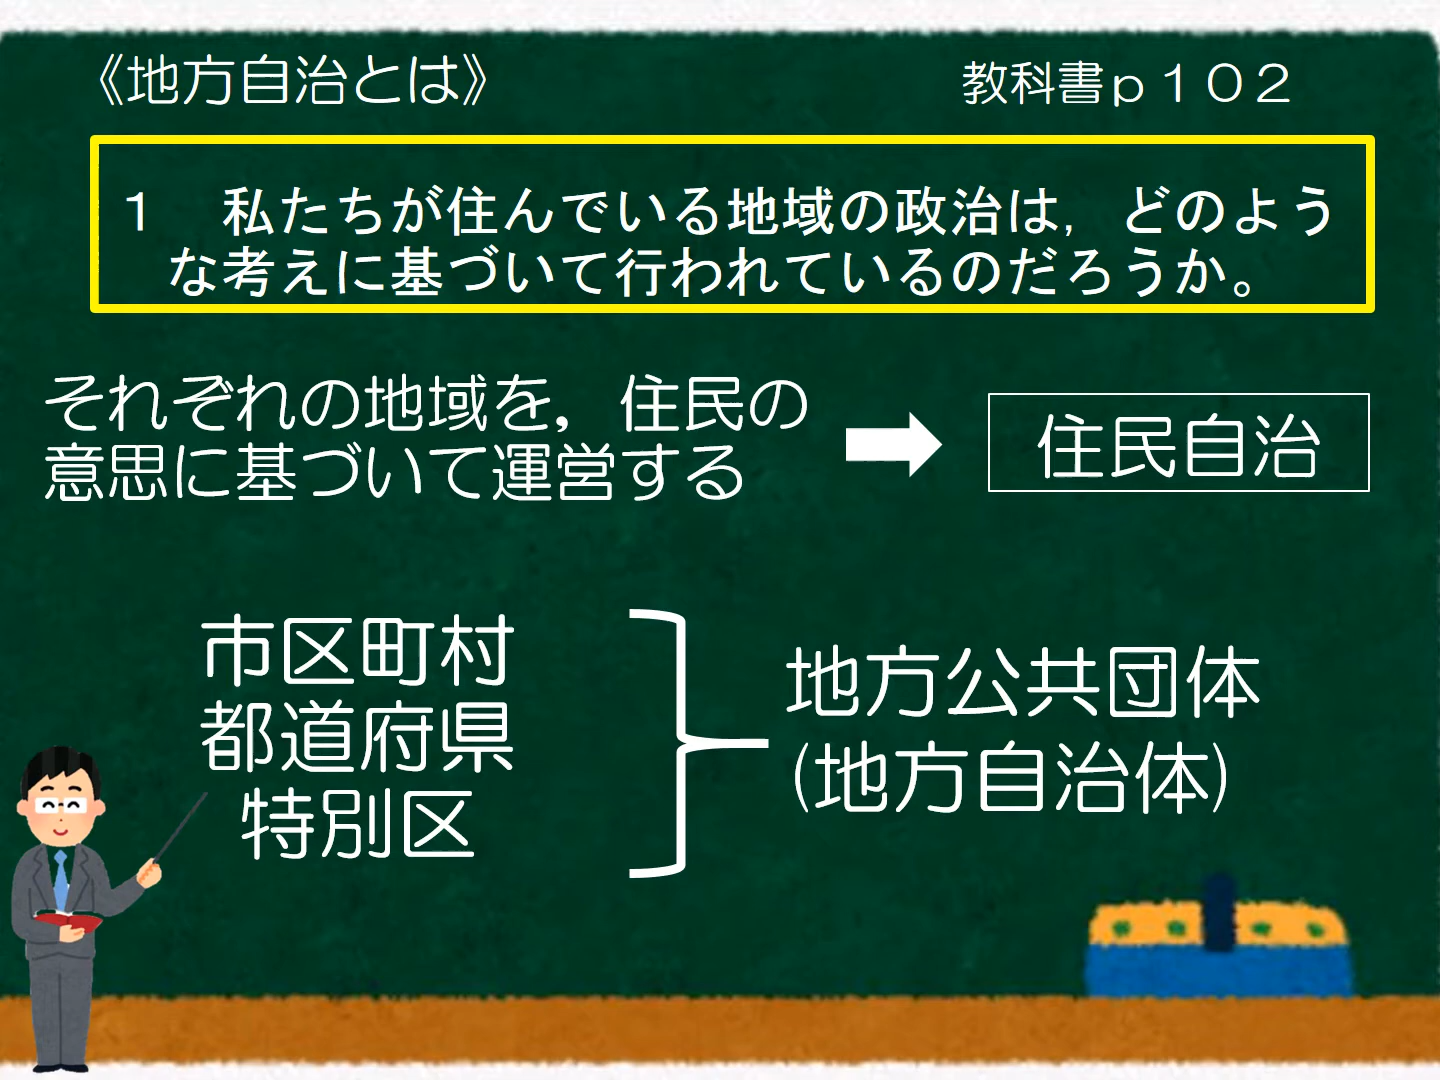 《地方自治とは》
教科書ｐ１０２
１　私たちが住んでいる地域の政治は，どのよう
な考えに基づいて行われているのだろうか。
それぞれの地域を，住民の
意思に基づいて運営する
住民自治
市区町村
都道府県
特別区
地方公共団体
(地方自治体)